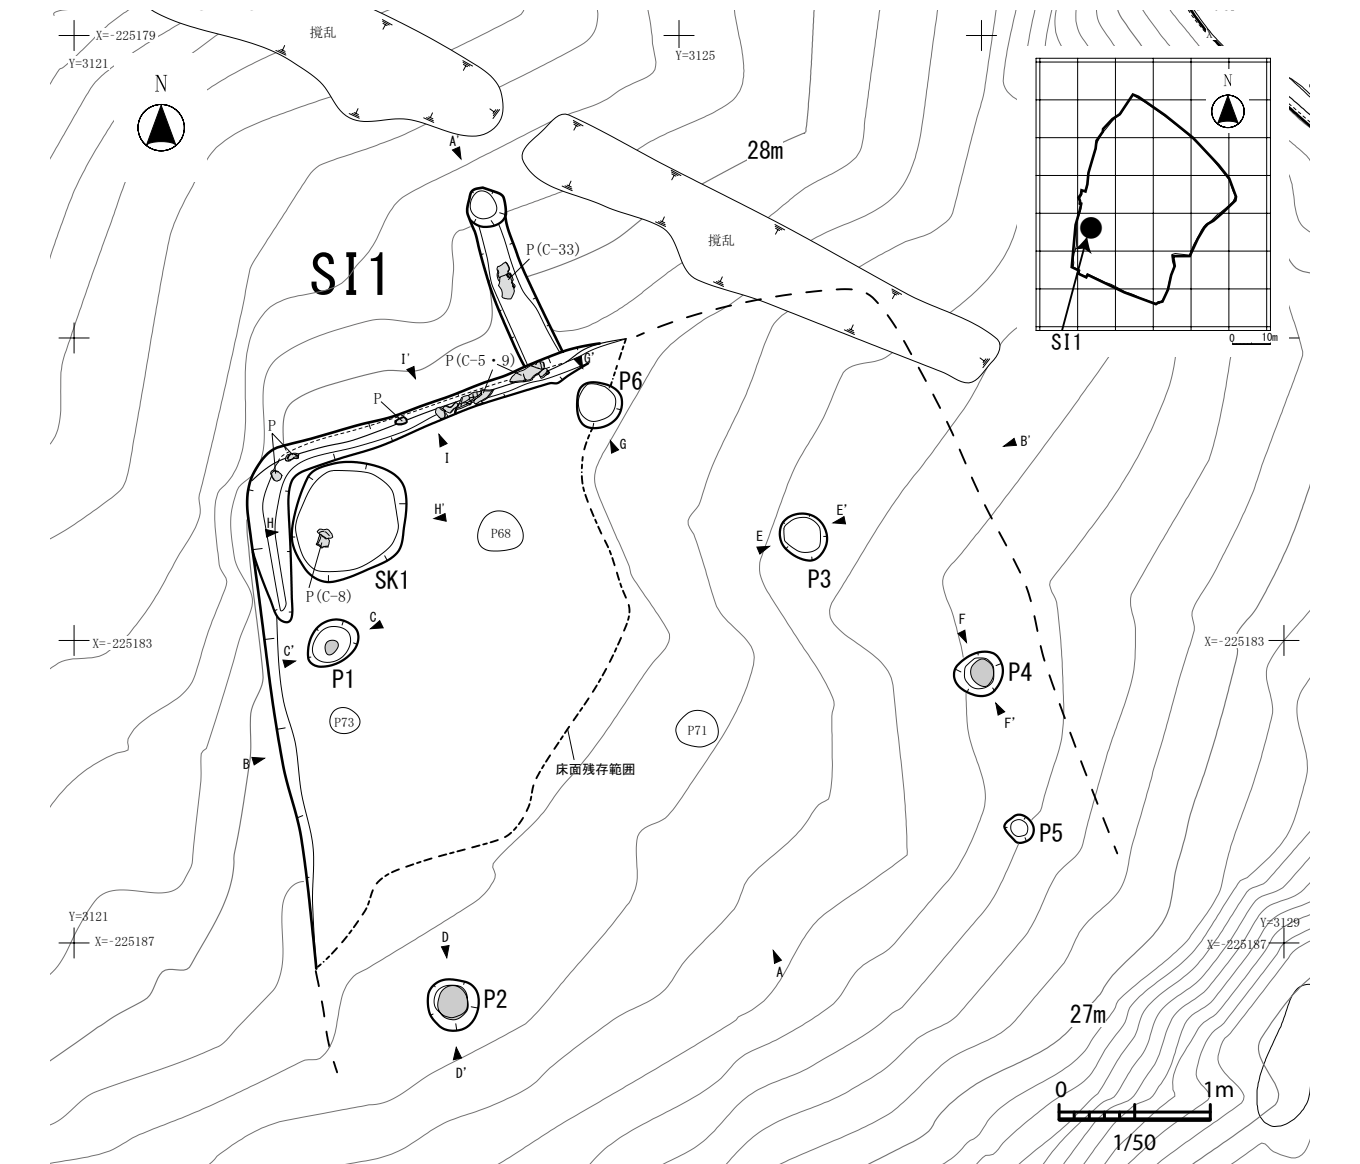 X=-225179
Y=3121
撹乱
Y=3125
N
A'
28m
N
撹乱
SI1
P(C-33)
0 10m
SI1
I'
P(C-5・9)
G'
P6
P
P
B'
G
I
H
H'
P68
E'
E
P3
SK1
P(C-8)
C
F
X=-225183
X=-225183
C'
P1
P4
P73
P71
F'
B
床面残存範囲
P5
Y=3121
Y=3129
X=-225187
D
X=-225187
A
P2
27m
D'
0 1m
1/50